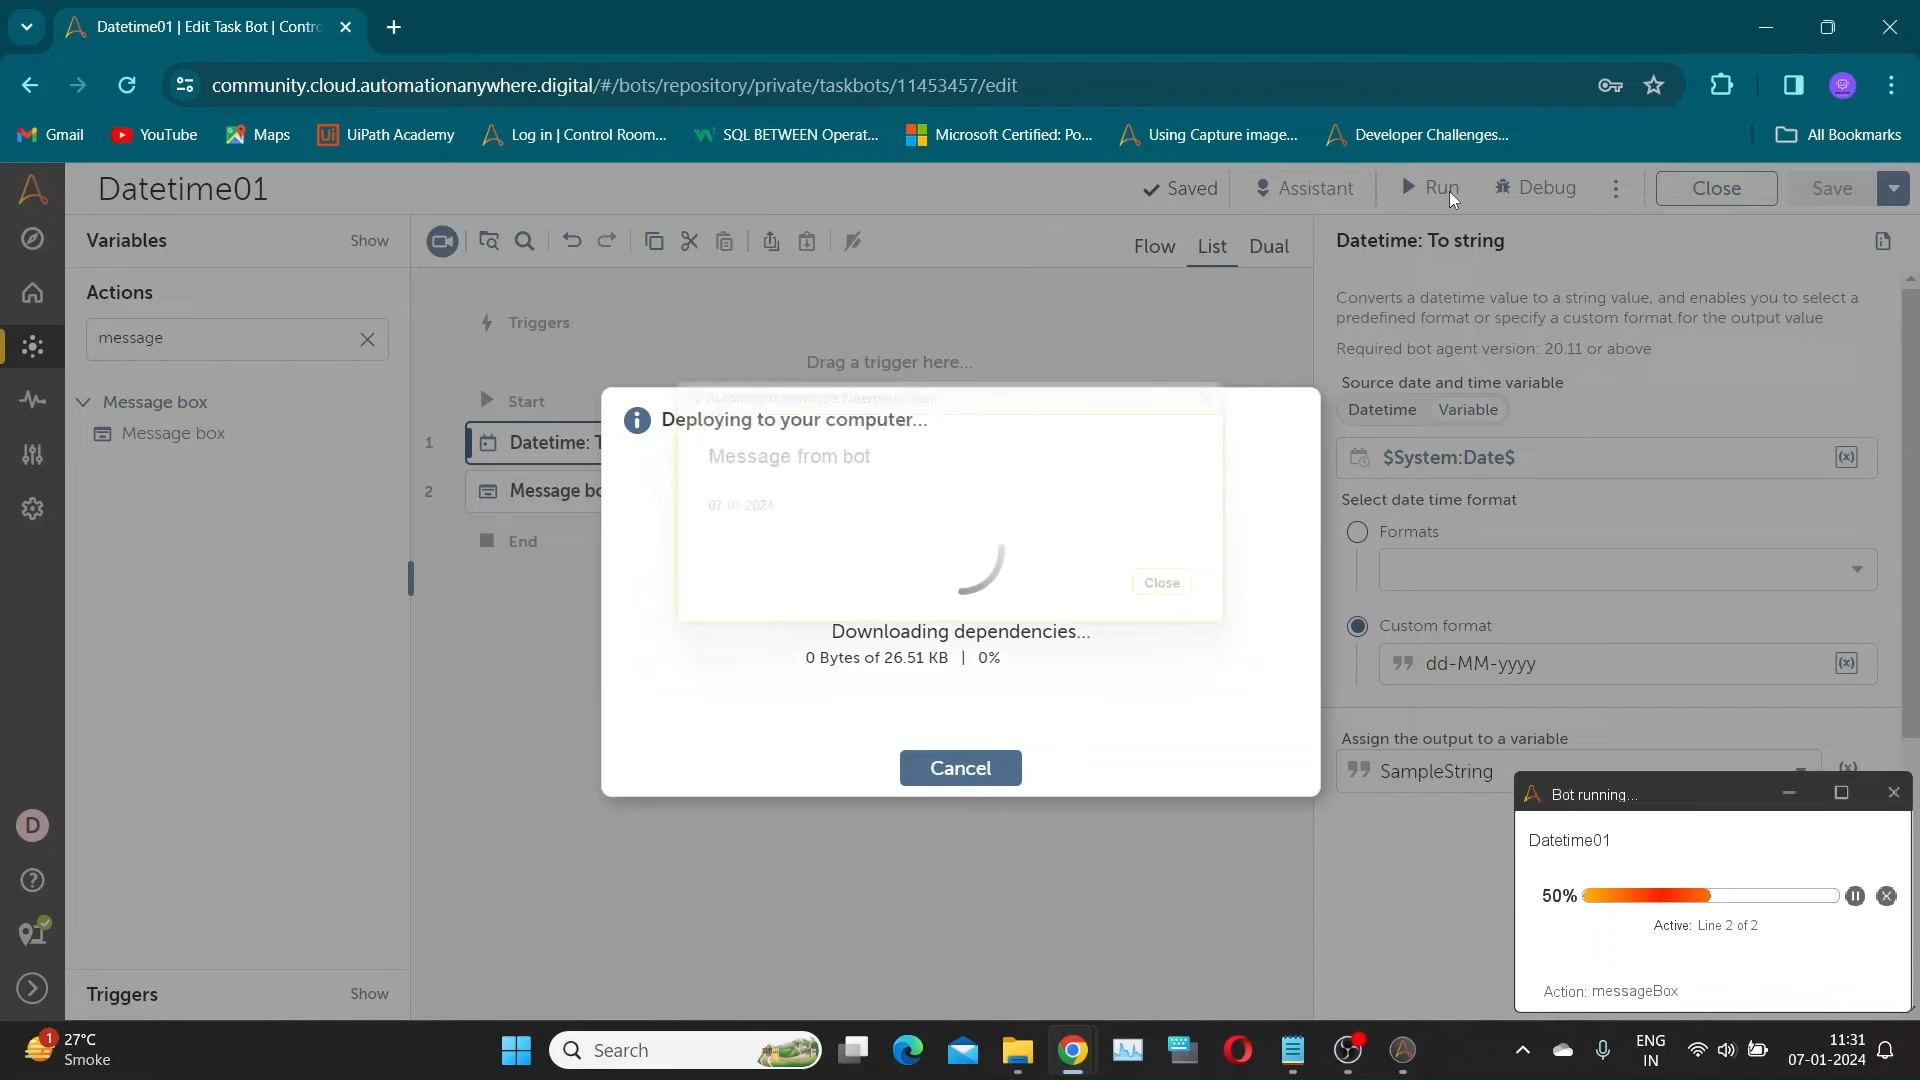 Datetime01 | Edit Task Bot | Contro
community.cloud.automationanywhere.digital/#/bots/repository/private/taskbots/11453457/edit
Gmail
YouTube
Maps
UiPath Academy
Log in | Control Room...
SQL BETWEEN Operat...
Microsoft Certified: Po...
Using Capture image...
Developer Challenges...
All Bookmarks
Datetime01
Saved
Assistant
Run
Debug
Close
Save
Variables
Show
Flow
List
Dual
Datetime: To string
Actions
message
Message box
Message box
Triggers
Drag a trigger here...
Start
1
Datetime: T
2
Message bo
End
Deploying to your computer...
Message from bot
07-01-2024
Close
Downloading dependencies...
0 Bytes of 26.51 KB | 0%
Cancel
Converts a datetime value to a string value, and enables you to select a
predefined format or specify a custom format for the output value
Required bot agent version: 20.11 or above
Source date and time variable
Datetime
Variable
$System:Date$
(x)
Select date time format
Formats
Custom format
dd-MM-yyyy
(x)
Assign the output to a variable
SampleString
(x)
Bot running...
Datetime01
50%
Active: Line 2 of 2
Action: messageBox
D
Triggers
Show
1
27°C
Smoke
Search
ENG
IN
11:31
07-01-2024